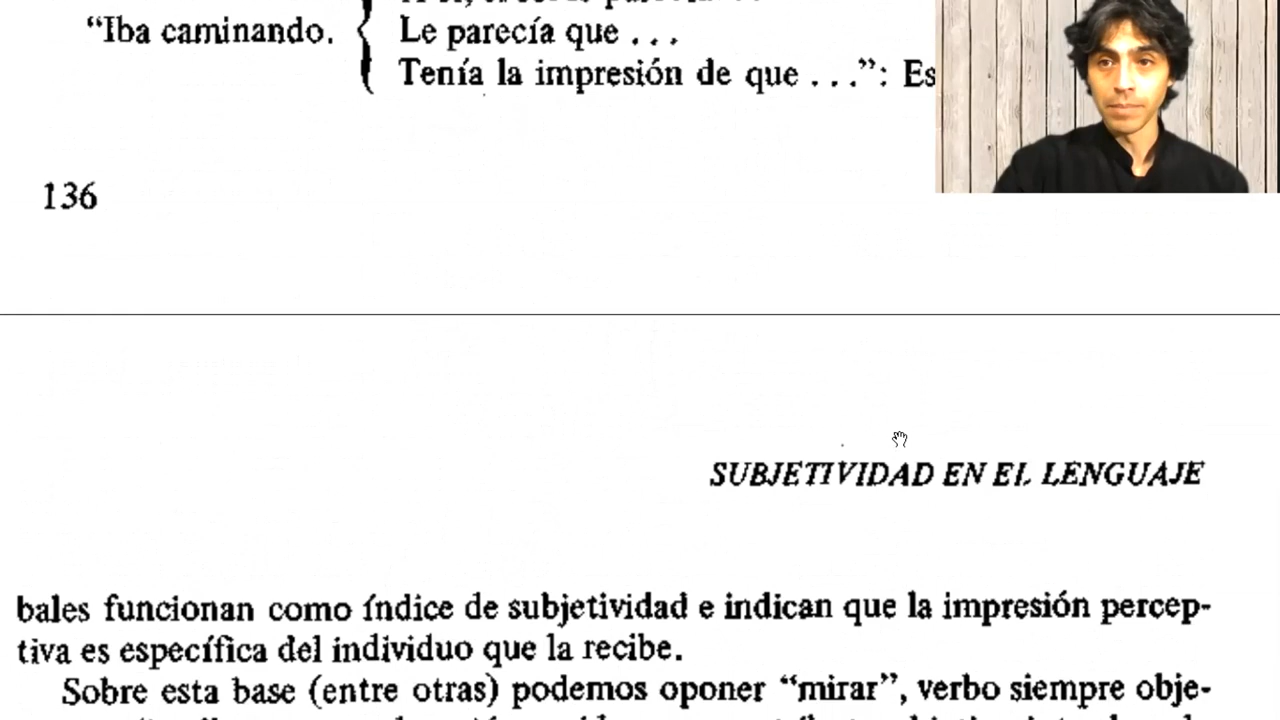 “Iba caminando.
Le parecía que ...
Tenía la impresión de que ...”: Es
136
SUBJETIVIDAD EN EL LENGUAJE
bales funcionan como índice de subjetividad e indican que la impresión percep-
tiva es específica del individuo que la recibe.
Sobre esta base (entre otras) podemos oponer “mirar”, verbo siempre obje-